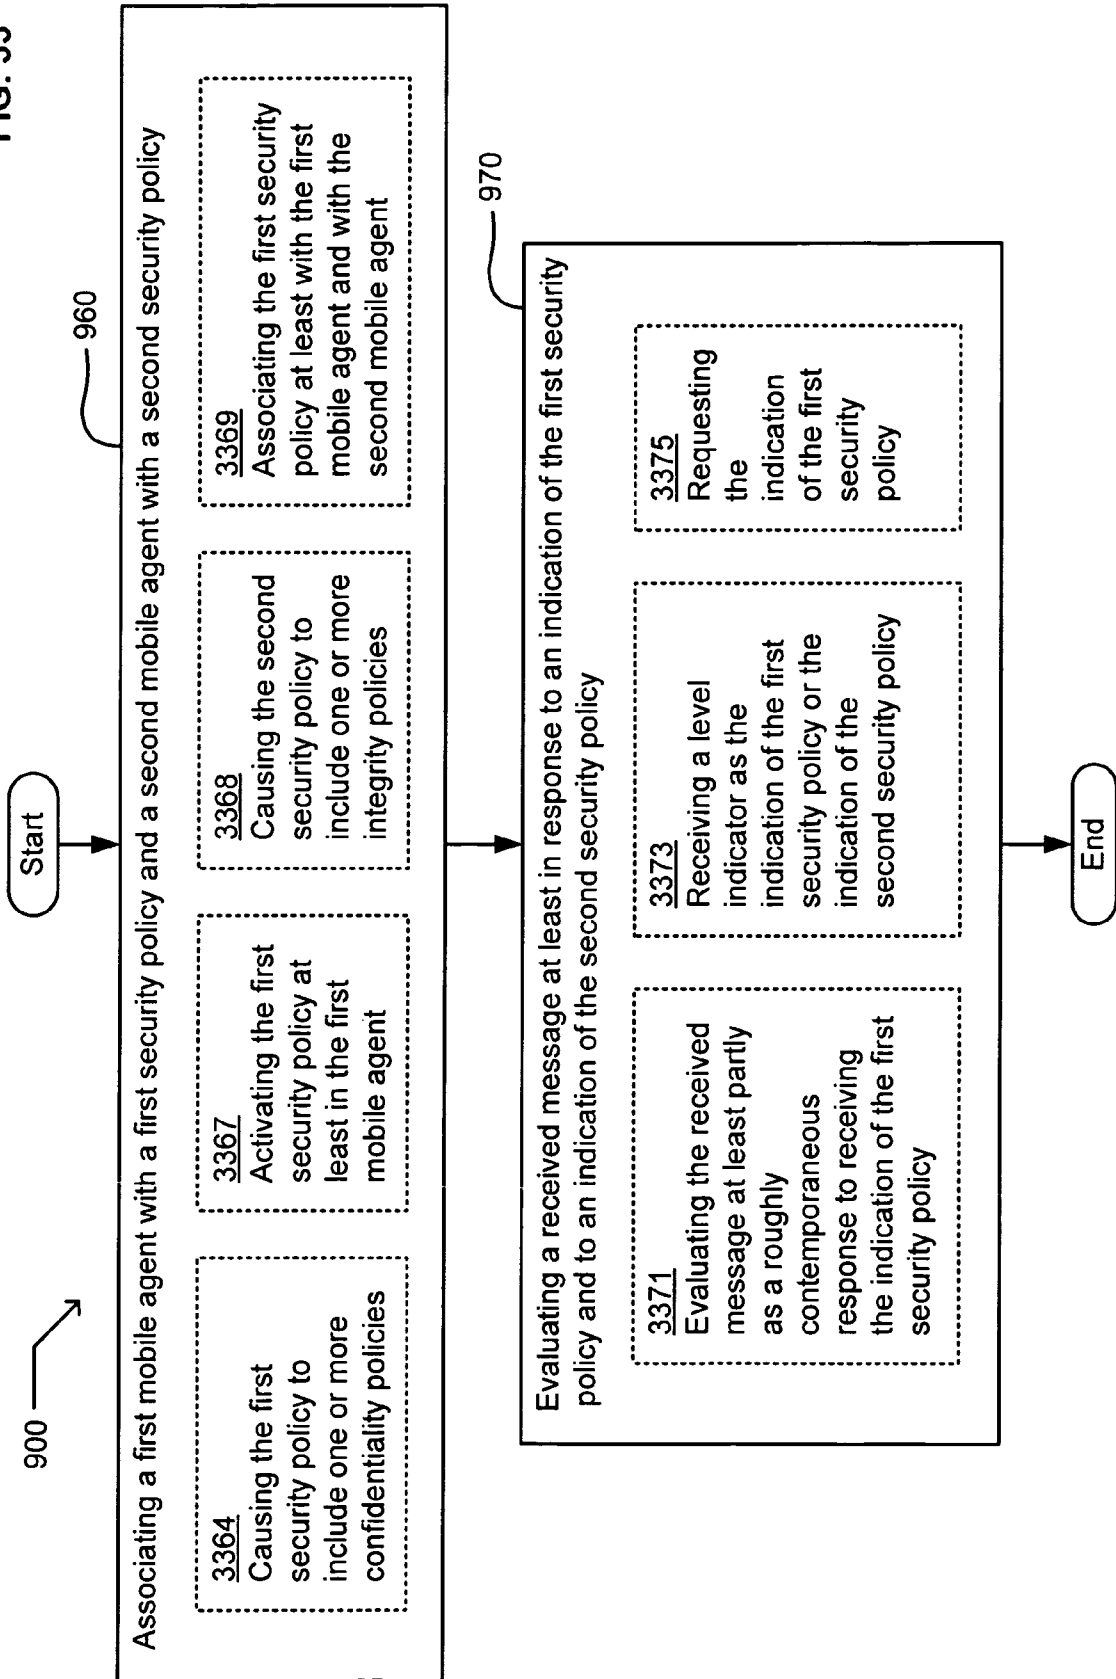 900
Start
960
Associating a first mobile agent with a first security policy and a second mobile agent with a second security policy
3364
Causing the first
security policy to
include one or more
confidentiality policies
3367
Activating the first
security policy at
least in the first
mobile agent
3368
Causing the second
security policy to
include one or more
integrity policies
3369
Associating the first security
policy at least with the first
mobile agent and with the
second mobile agent
970
Evaluating a received message at least in response to an indication of the first security
policy and to an indication of the second security policy
3371
Evaluating the received
message at least partly
as a roughly
contemporaneous
response to receiving
the indication of the first
security policy
3373
Receiving a level
indicator as the
indication of the first
security policy or the
indication of the
second security policy
3375
Requesting
the
indication
of the first
security
policy
End